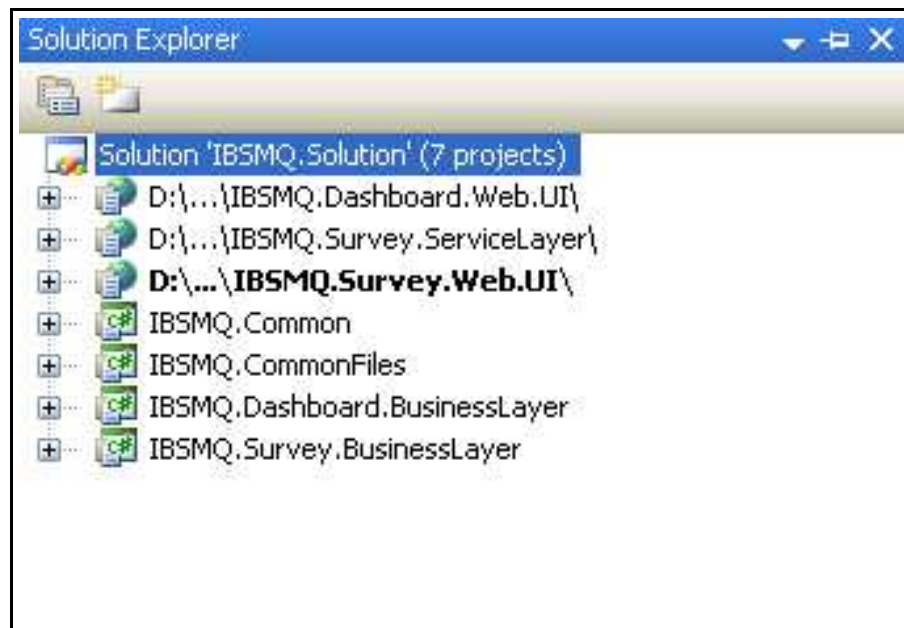 Solution Explorer
Solution 'IBSMQ.Solution' (7 projects)
D:\...\IBSMQ.Dashboard.Web.UI\
D:\...\IBSMQ.Survey.ServiceLayer\
D:\...\IBSMQ.Survey.Web.UI\
IBSMQ.Common
IBSMQ.CommonFiles
IBSMQ.Dashboard.BusinessLayer
IBSMQ.Survey.BusinessLayer